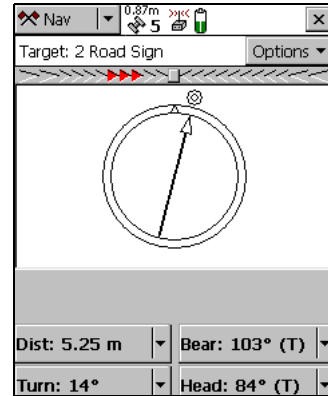 Nav 0.87m 5
Target: 2 Road Sign Options
Dist: 5.25 m Bear: 103° (T)
Turn: 14° Head: 84° (T)